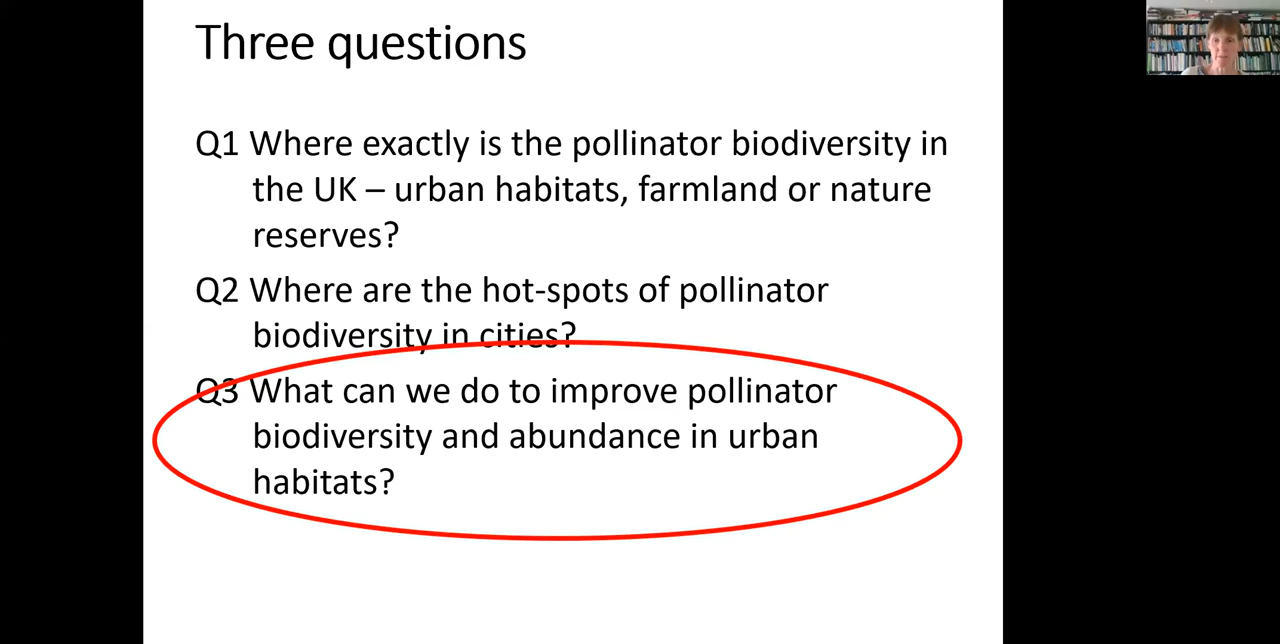 Three questions
Q1 Where exactly is the pollinator biodiversity in
the UK – urban habitats, farmland or nature
reserves?
Q2 Where are the hot-spots of pollinator
biodiversity in cities?
Q3 What can we do to improve pollinator
biodiversity and abundance in urban
habitats?